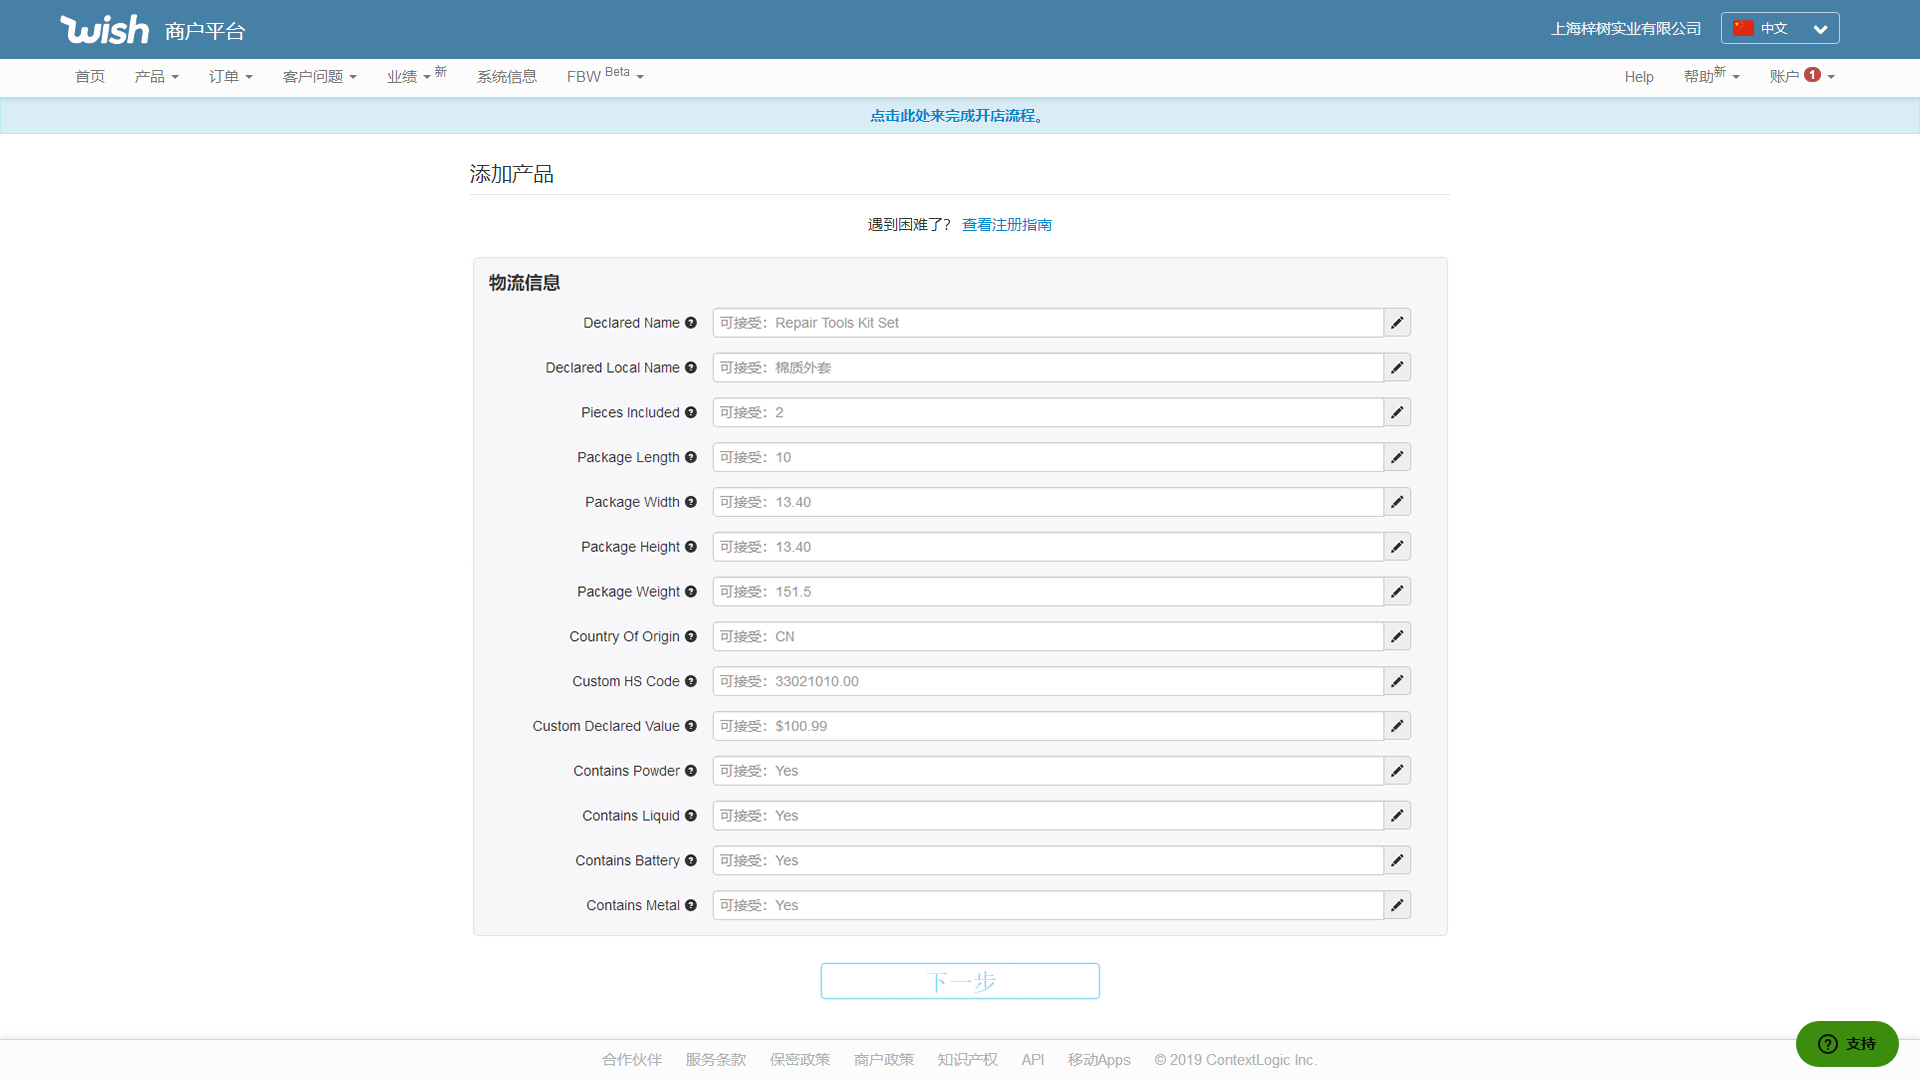 wish 商户平台
上海梓树实业有限公司
中文
首页 产品 订单 客户问题 业绩 新 系统信息 FBW Beta
Help 帮助 新 账户 1
点击此处来完成开店流程。
添加产品
遇到困难了? 查看注册指南
物流信息
Declared Name 可接受：Repair Tools Kit Set
Declared Local Name 可接受：棉质外套
Pieces Included 可接受：2
Package Length 可接受：10
Package Width 可接受：13.40
Package Height 可接受：13.40
Package Weight 可接受：151.5
Country Of Origin 可接受：CN
Custom HS Code 可接受：33021010.00
Custom Declared Value 可接受：$100.99
Contains Powder 可接受：Yes
Contains Liquid 可接受：Yes
Contains Battery 可接受：Yes
Contains Metal 可接受：Yes
下一步
支持
合作伙伴 服务条款 保密政策 商户政策 知识产权 API 移动Apps © 2019 ContextLogic Inc.